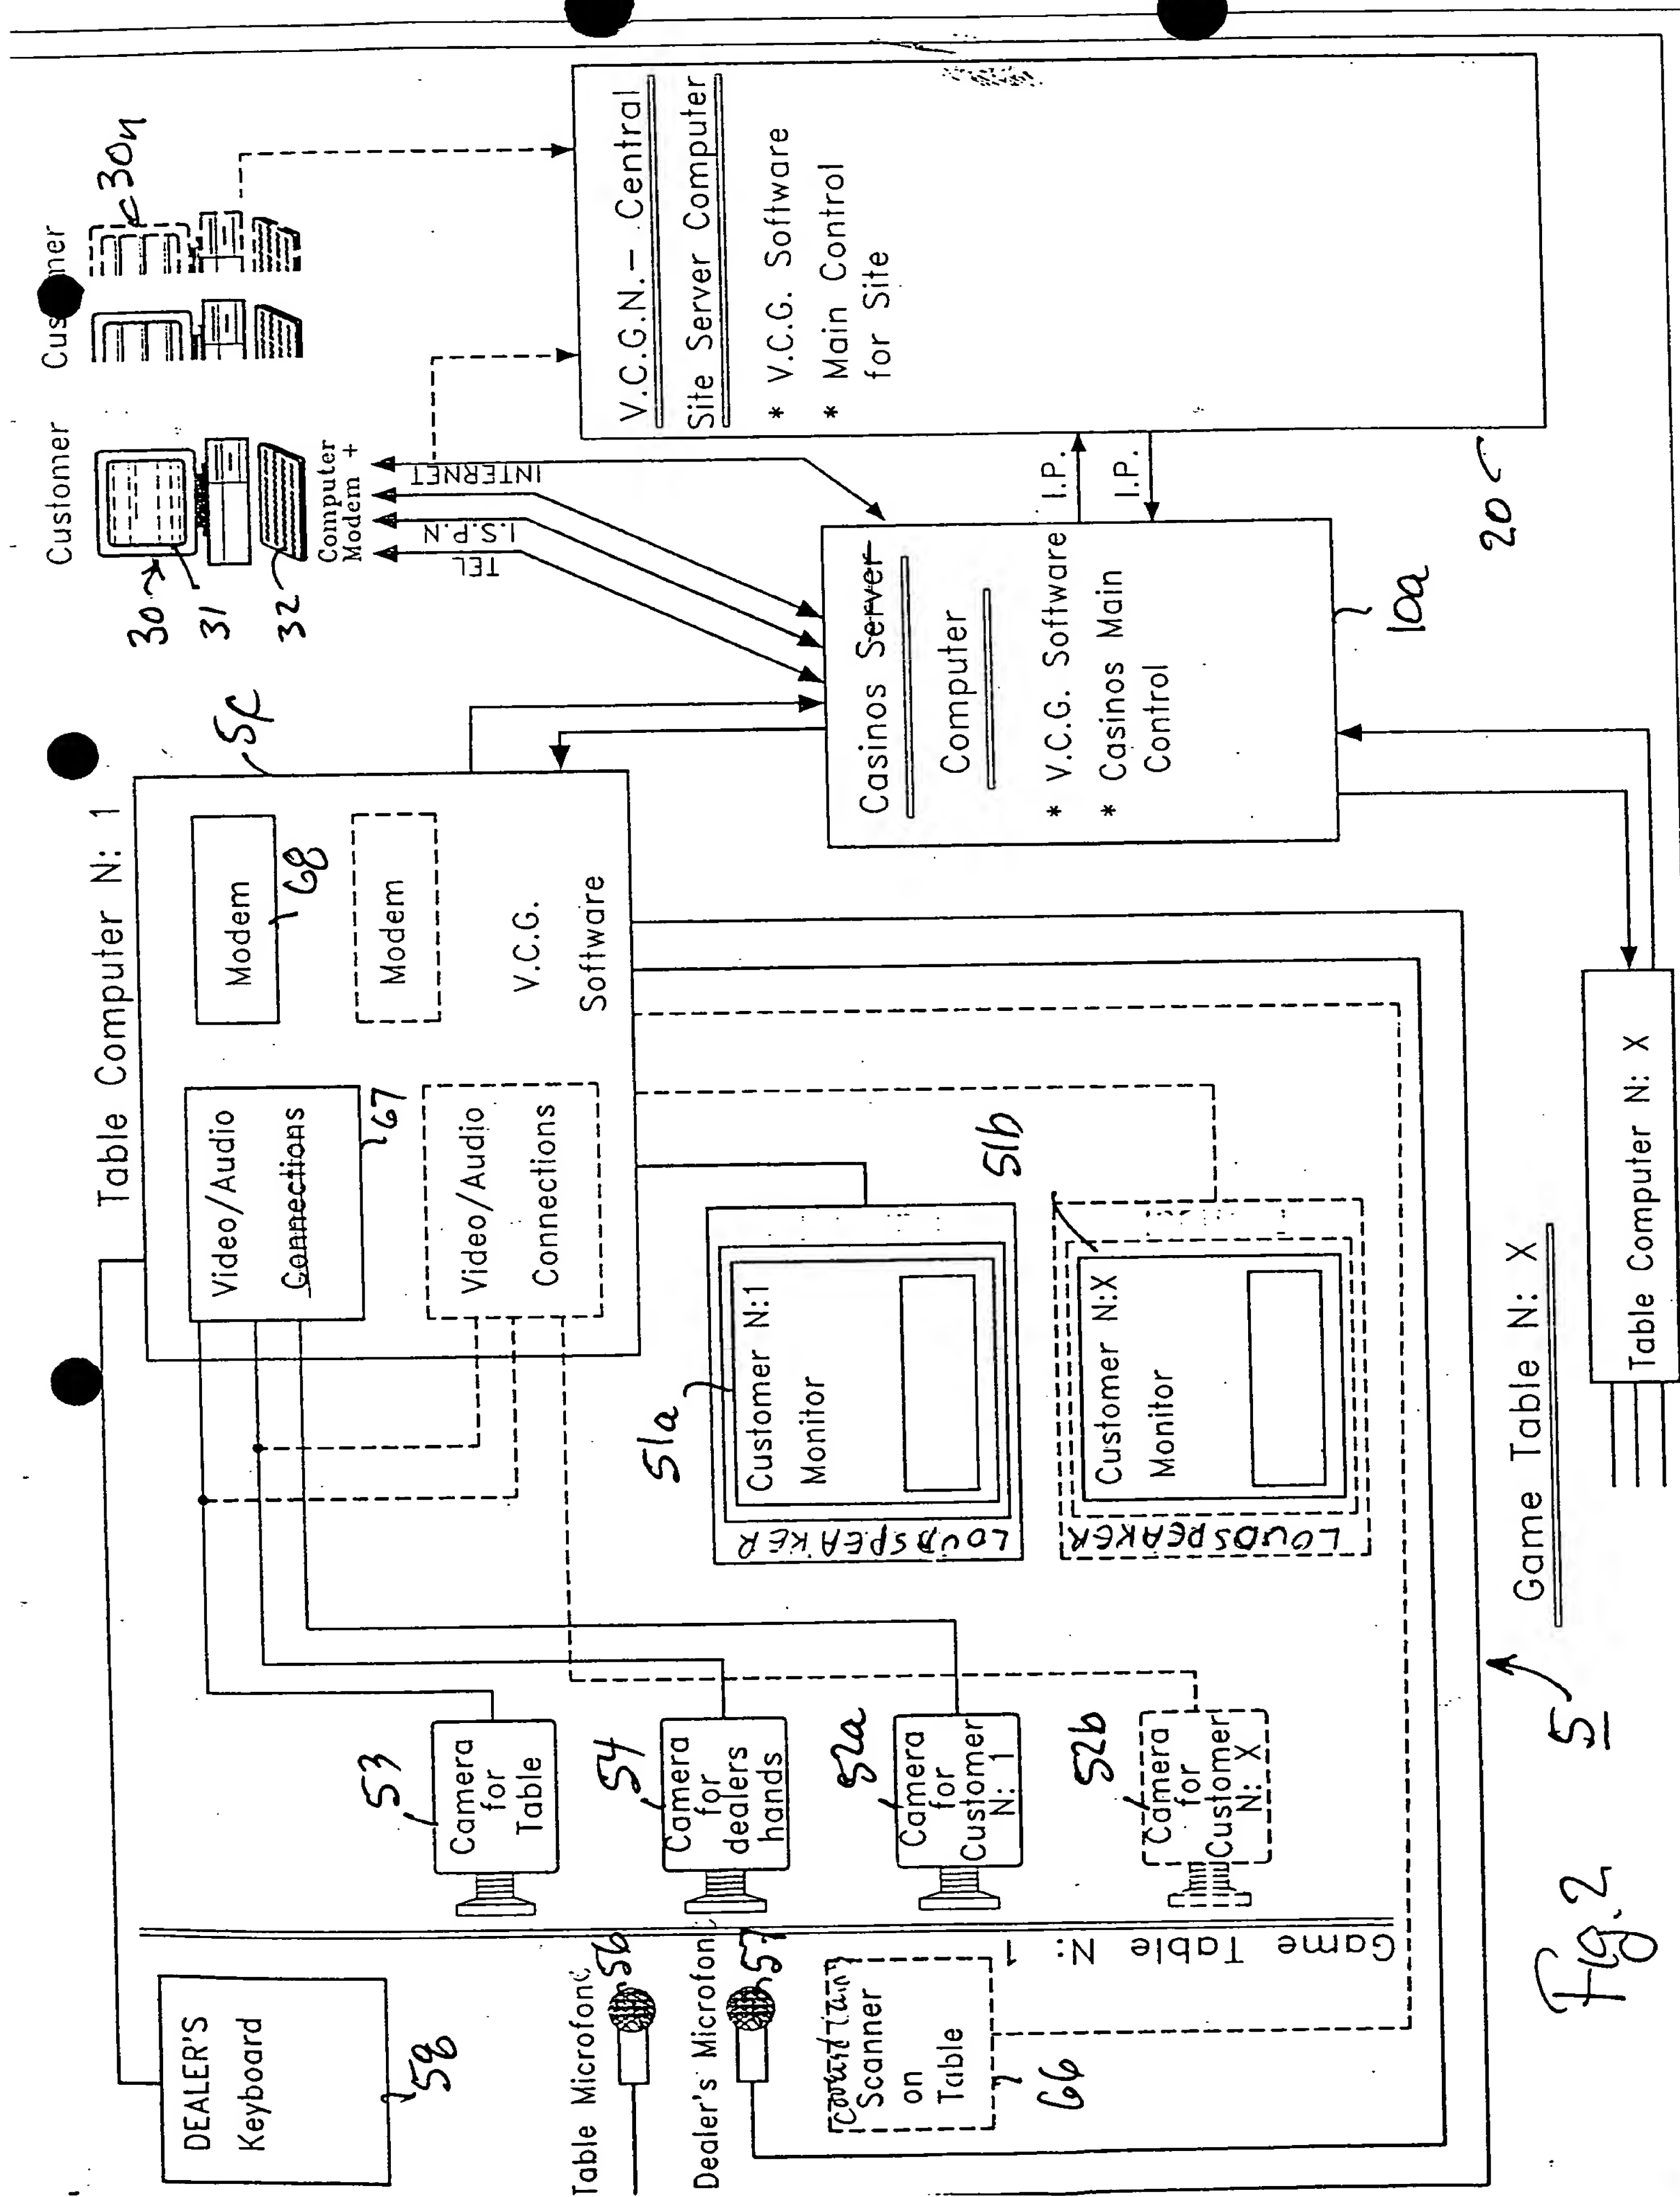 Table Computer N: 1
5c
Customer
Customer
30n
30
31
32
Computer
Modem +
TEL
I.S.P.N
INTERNET
DEALER'S
Keyboard
Video/Audio
Connections
67
Modem
68
Video/Audio
Connections
Modem
V.C.G.
Software
V.C.G.N.- Central
Site Server Computer
* V.C.G. Software
* Main Control
for Site
20
Casinos Server
Computer
* V.C.G. Software
* Casinos Main
Control
10a
I.P.
I.P.
53
Camera
for
Table
54
Camera
for
dealers
hands
52a
Camera
for
Customer
N: 1
52b
Camera
for
Customer
N: X
Table Microfone
56
Dealer's Microfon
57
Scanner
on
Table
66
Game Table N: 1
51a
Customer N:1
Monitor
LOUDSPEAKER
51b
Customer N:X
Monitor
LOUDSPEAKER
Game Table N: X
Table Computer N: X
5
Fig. 2